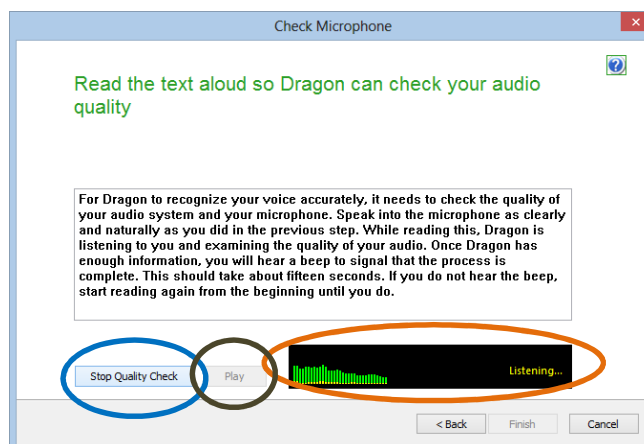 Check Microphone
Read the text aloud so Dragon can check your audio
quality
For Dragon to recognize your voice accurately, it needs to check the quality of
your audio system and your microphone. Speak into the microphone as clearly
and naturally as you did in the previous step. While reading this, Dragon is
listening to you and examining the quality of your audio. Once Dragon has
enough information, you will hear a beep to signal that the process is
complete. This should take about fifteen seconds. If you do not hear the beep,
start reading again from the beginning until you do.
Stop Quality Check Play Listening...
< Back Finish Cancel